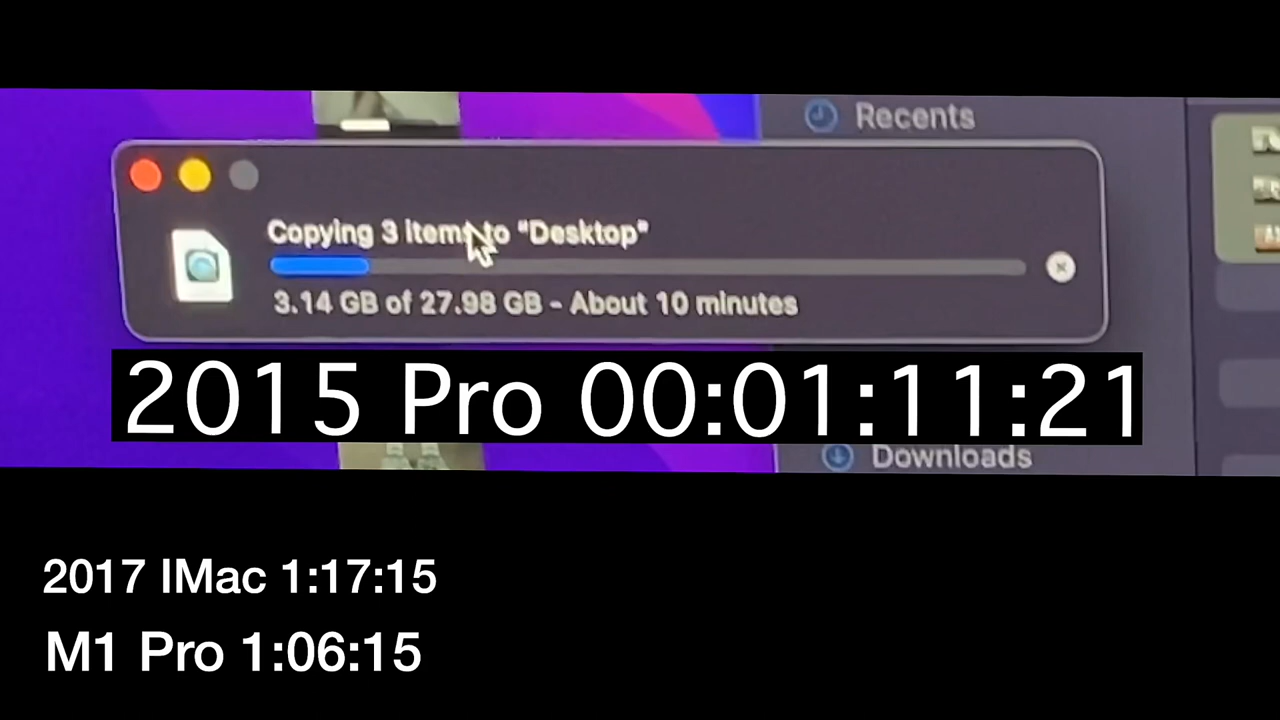 Recents
Copying 3 items to "Desktop"
3.14 GB of 27.98 GB - About 10 minutes
2015 Pro 00:01:11:21
Downloads
2017 IMac 1:17:15
M1 Pro 1:06:15